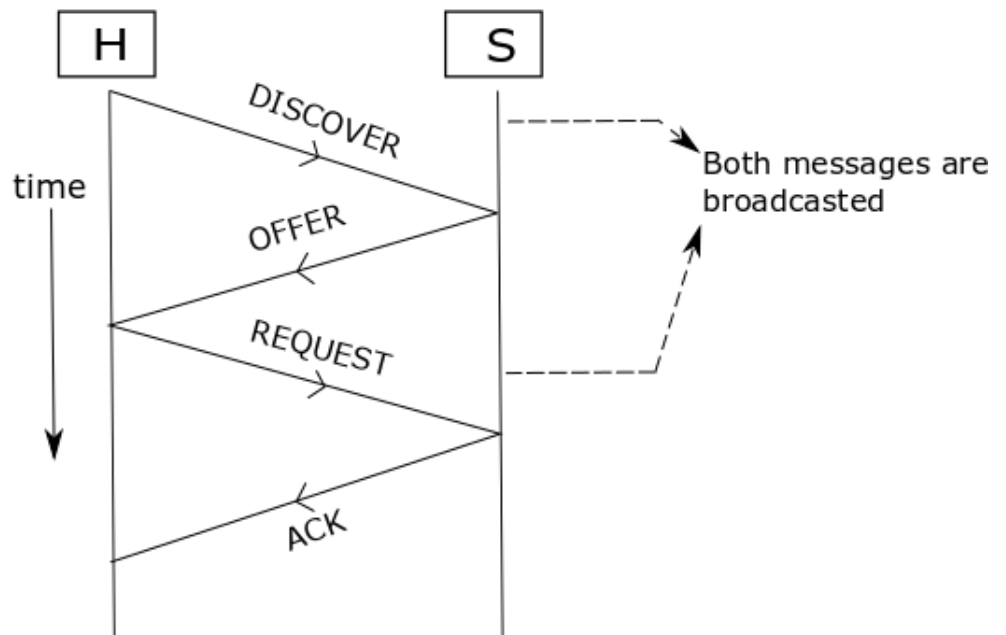 H
S
DISCOVER
time
Both messages are
broadcasted
OFFER
REQUEST
ACK